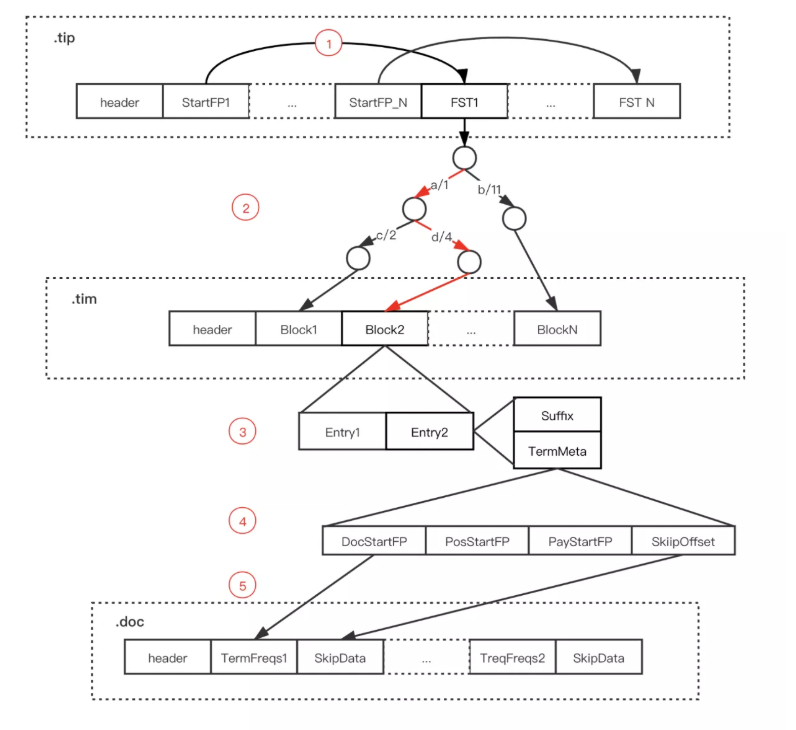 .tip
1
header StartFP1 ... StartFP_N FST1 ... FST N
a/1 b/11
2
c/2 d/4
.tim
header Block1 Block2 ... BlockN
Suffix
3 Entry1 Entry2
TermMeta
4
DocStartFP PosStartFP PayStartFP SkiipOffset
5
.doc
header TermFreqs1 SkipData ... TreqFreqs2 SkipData